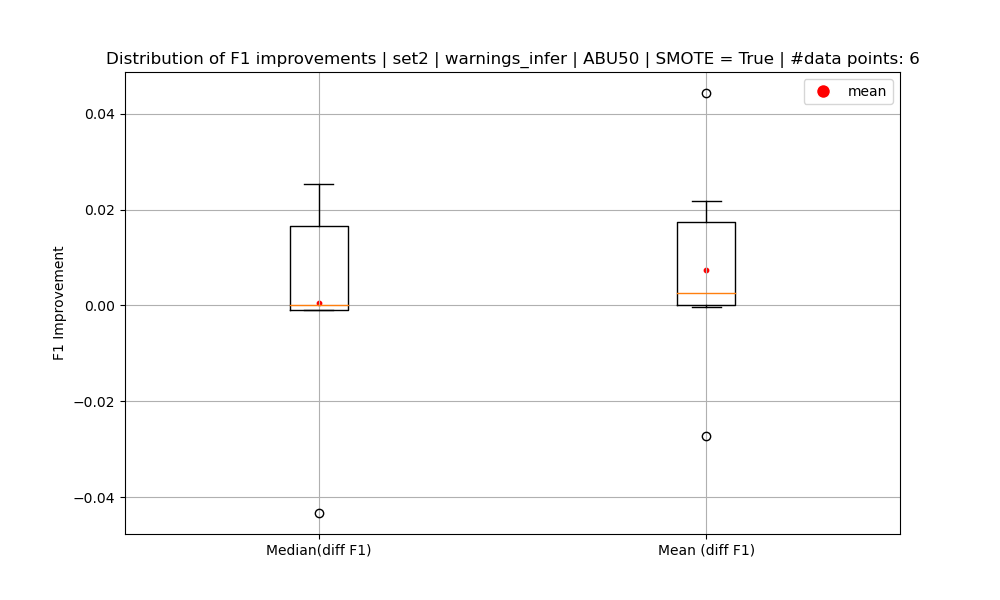 Distribution of F1 improvements | set2 | warnings_infer | ABU50 | SMOTE = True | #data points: 6
mean
0.04
0.02
0.00
−0.02
−0.04
F1 Improvement
Median(diff F1)
Mean (diff F1)